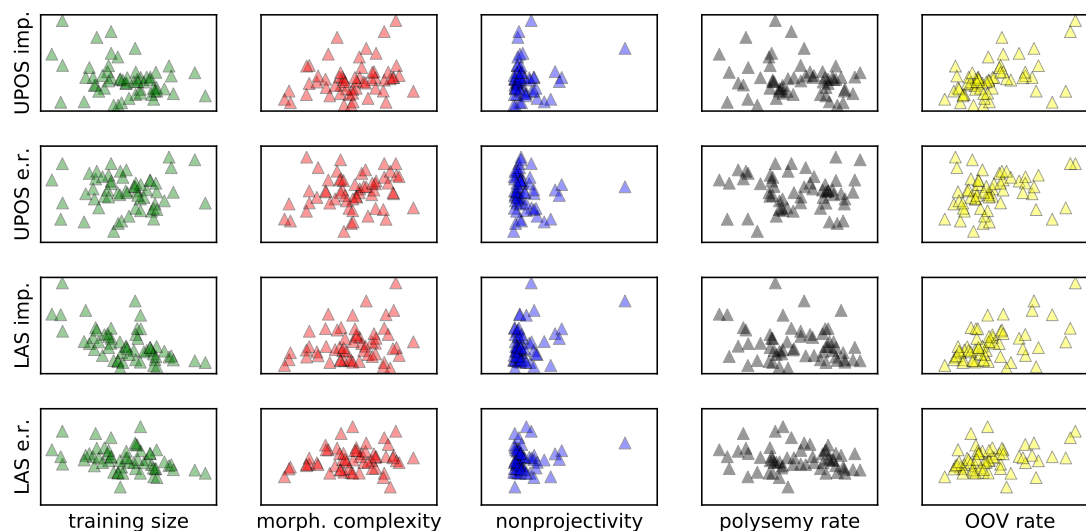 UPOS imp.
UPOS e.r.
LAS imp.
LAS e.r.
training size
morph. complexity
nonprojectivity
polysemy rate
OOV rate